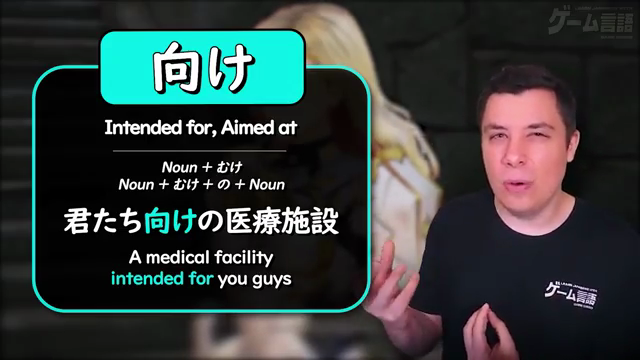 向け
Intended for, Aimed at
Noun + むけ
Noun + むけ + の + Noun
君たち向けの医療施設
A medical facility
intended for you guys
ゲーム言語
ゲーム言語